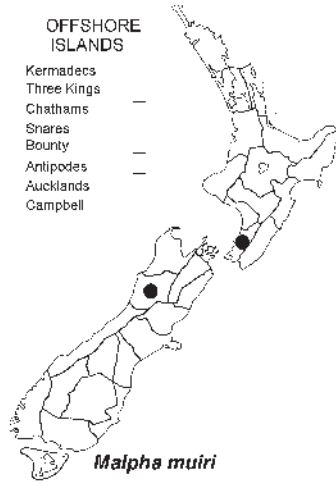 OFFSHORE
ISLANDS
Kermadecs
Three Kings
Chathams
Snares
Bounty
Antipodes
Aucklands
Campbell
Malpha muiri